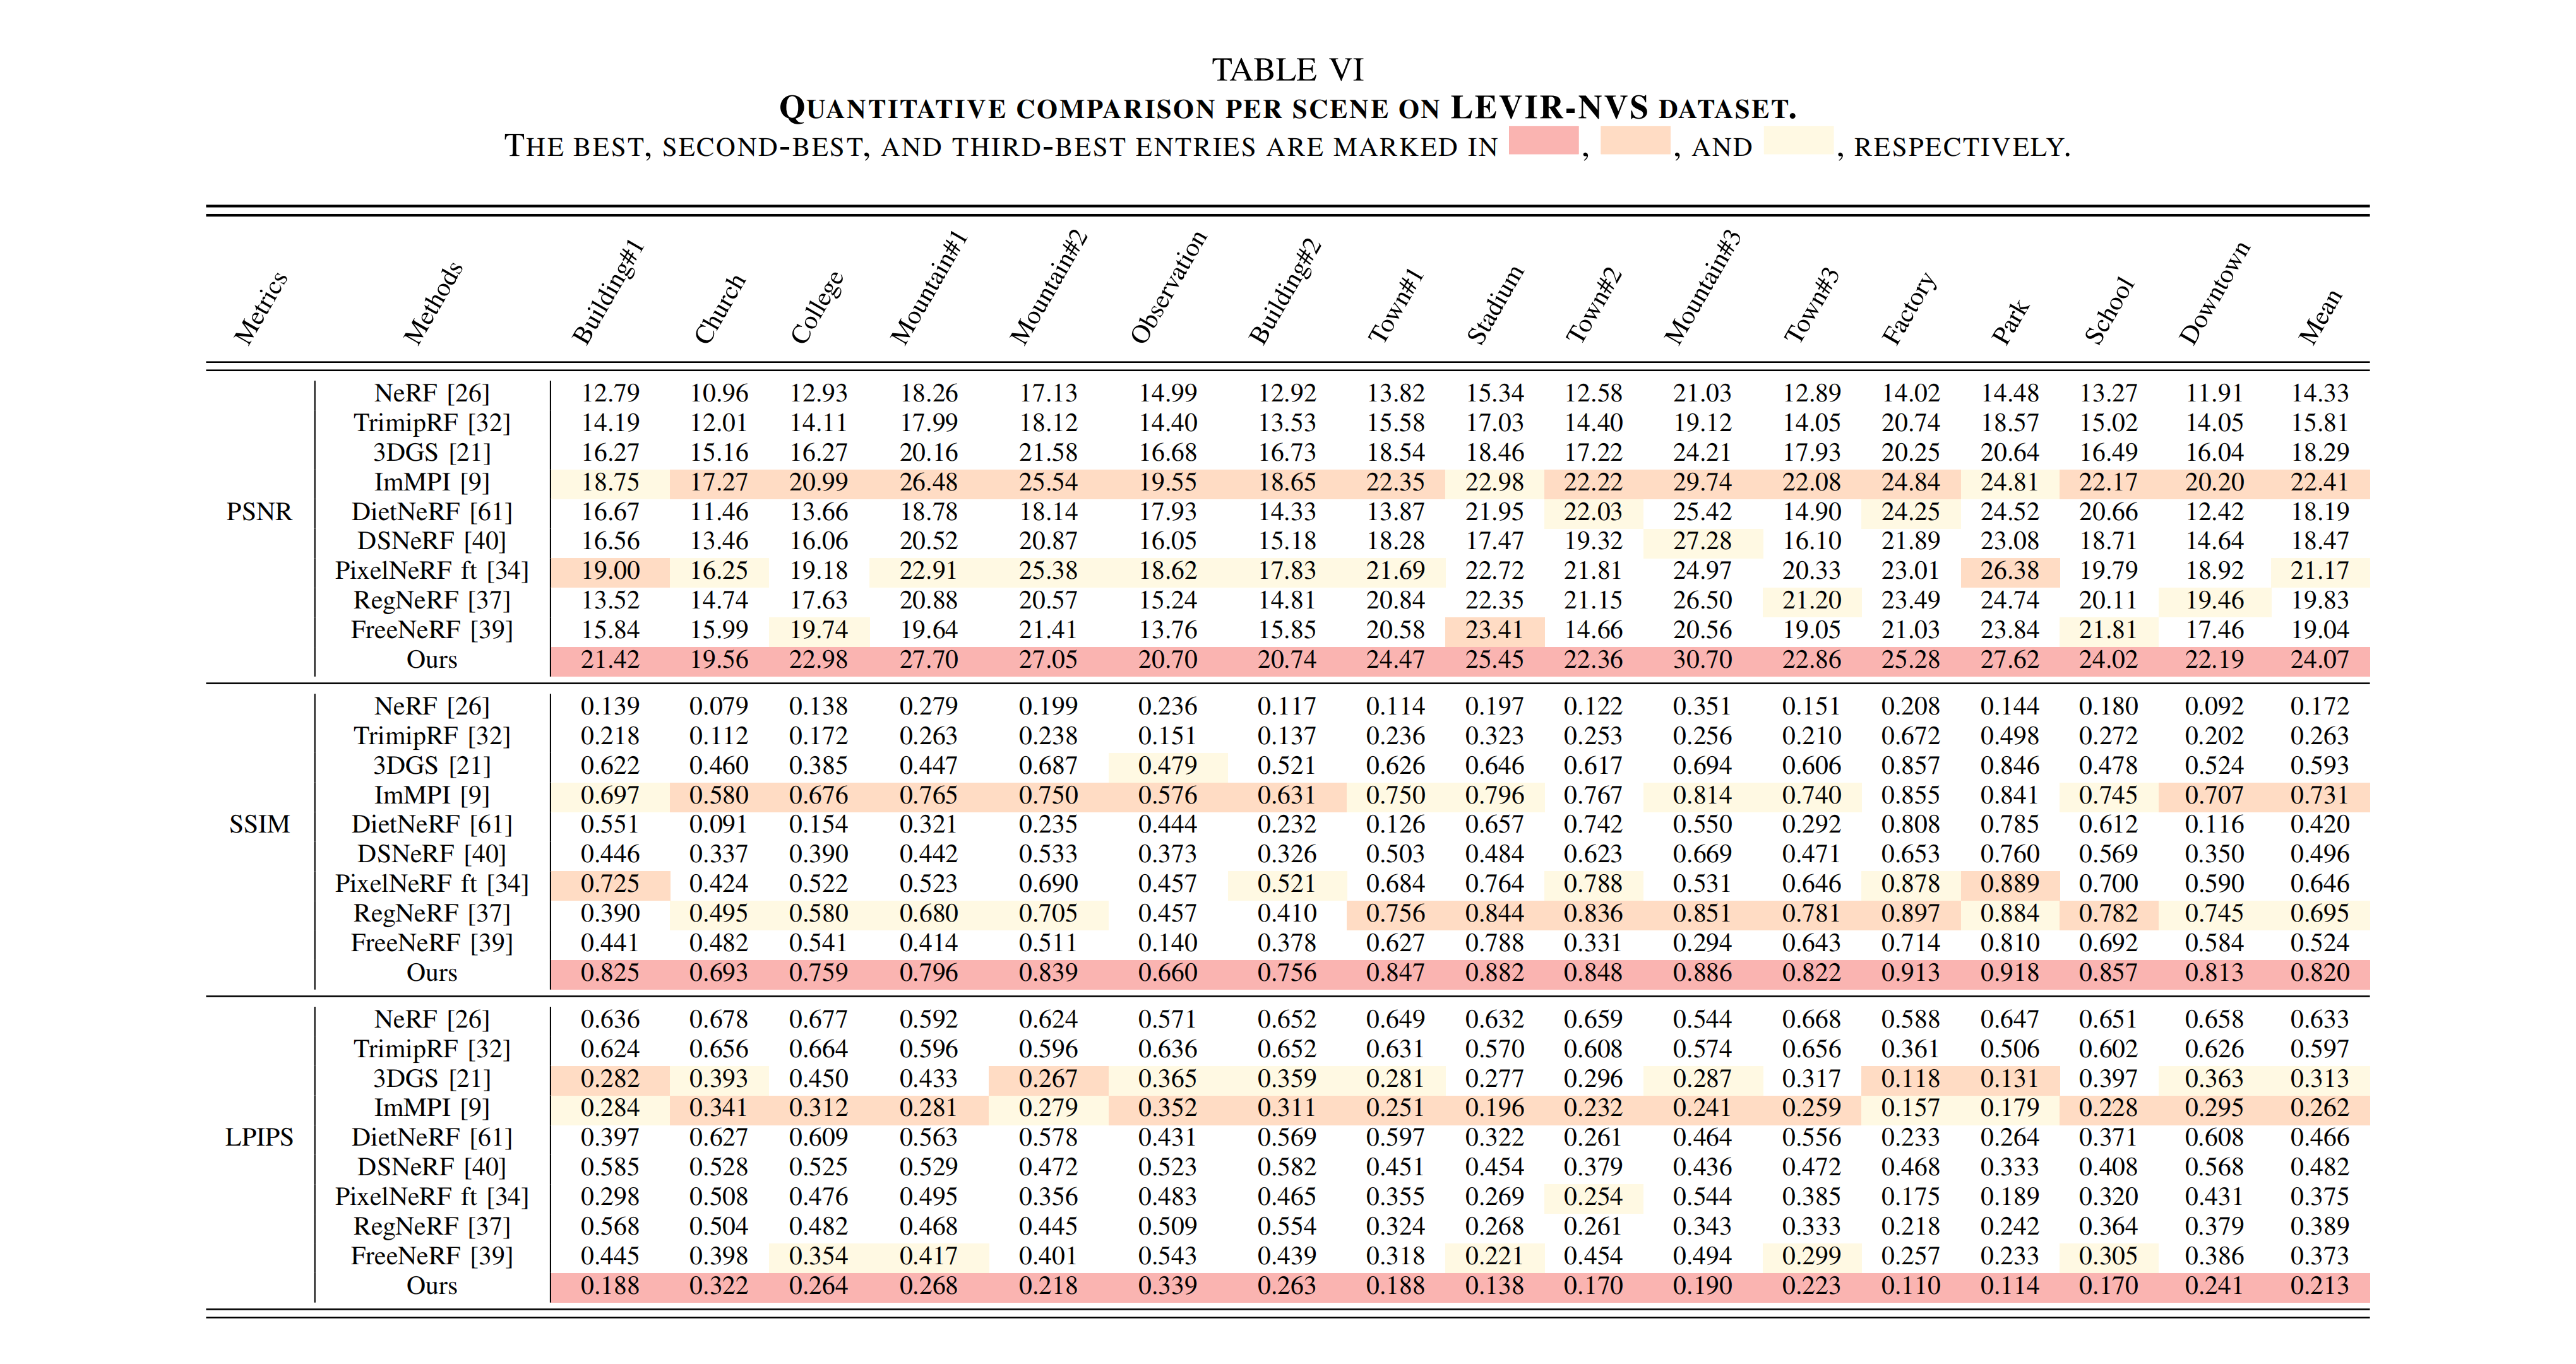 TABLE VI
QUANTITATIVE COMPARISON PER SCENE ON LEVIR-NVS DATASET.
THE BEST, SECOND-BEST, AND THIRD-BEST ENTRIES ARE MARKED IN , , AND , RESPECTIVELY.
Metrics Methods Building#1 Church College Mountain#1 Mountain#2 Observation Building#2 Town#1 Stadium Town#2 Mountain#3 Town#3 Factory Park School Downtown Mean
NeRF [26] 12.79 10.96 12.93 18.26 17.13 14.99 12.92 13.82 15.34 12.58 21.03 12.89 14.02 14.48 13.27 11.91 14.33
TrimipRF [32] 14.19 12.01 14.11 17.99 18.12 14.40 13.53 15.58 17.03 14.40 19.12 14.05 20.74 18.57 15.02 14.05 15.81
3DGS [21] 16.27 15.16 16.27 20.16 21.58 16.68 16.73 18.54 18.46 17.22 24.21 17.93 20.25 20.64 16.49 16.04 18.29
ImMPI [9] 18.75 17.27 20.99 26.48 25.54 19.55 18.65 22.35 22.98 22.22 29.74 22.08 24.84 24.81 22.17 20.20 22.41
PSNR DietNeRF [61] 16.67 11.46 13.66 18.78 18.14 17.93 14.33 13.87 21.95 22.03 25.42 14.90 24.25 24.52 20.66 12.42 18.19
DSNeRF [40] 16.56 13.46 16.06 20.52 20.87 16.05 15.18 18.28 17.47 19.32 27.28 16.10 21.89 23.08 18.71 14.64 18.47
PixelNeRF ft [34] 19.00 16.25 19.18 22.91 25.38 18.62 17.83 21.69 22.72 21.81 24.97 20.33 23.01 26.38 19.79 18.92 21.17
RegNeRF [37] 13.52 14.74 17.63 20.88 20.57 15.24 14.81 20.84 22.35 21.15 26.50 21.20 23.49 24.74 20.11 19.46 19.83
FreeNeRF [39] 15.84 15.99 19.74 19.64 21.41 13.76 15.85 20.58 23.41 14.66 20.56 19.05 21.03 23.84 21.81 17.46 19.04
Ours 21.42 19.56 22.98 27.70 27.05 20.70 20.74 24.47 25.45 22.36 30.70 22.86 25.28 27.62 24.02 22.19 24.07
NeRF [26] 0.139 0.079 0.138 0.279 0.199 0.236 0.117 0.114 0.197 0.122 0.351 0.151 0.208 0.144 0.180 0.092 0.172
TrimipRF [32] 0.218 0.112 0.172 0.263 0.238 0.151 0.137 0.236 0.323 0.253 0.256 0.210 0.672 0.498 0.272 0.202 0.263
3DGS [21] 0.622 0.460 0.385 0.447 0.687 0.479 0.521 0.626 0.646 0.617 0.694 0.606 0.857 0.846 0.478 0.524 0.593
ImMPI [9] 0.697 0.580 0.676 0.765 0.750 0.576 0.631 0.750 0.796 0.767 0.814 0.740 0.855 0.841 0.745 0.707 0.731
SSIM DietNeRF [61] 0.551 0.091 0.154 0.321 0.235 0.444 0.232 0.126 0.657 0.742 0.550 0.292 0.808 0.785 0.612 0.116 0.420
DSNeRF [40] 0.446 0.337 0.390 0.442 0.533 0.373 0.326 0.503 0.484 0.623 0.669 0.471 0.653 0.760 0.569 0.350 0.496
PixelNeRF ft [34] 0.725 0.424 0.522 0.523 0.690 0.457 0.521 0.684 0.764 0.788 0.531 0.646 0.878 0.889 0.700 0.590 0.646
RegNeRF [37] 0.390 0.495 0.580 0.680 0.705 0.457 0.410 0.756 0.844 0.836 0.851 0.781 0.897 0.884 0.782 0.745 0.695
FreeNeRF [39] 0.441 0.482 0.541 0.414 0.511 0.140 0.378 0.627 0.788 0.331 0.294 0.643 0.714 0.810 0.692 0.584 0.524
Ours 0.825 0.693 0.759 0.796 0.839 0.660 0.756 0.847 0.882 0.848 0.886 0.822 0.913 0.918 0.857 0.813 0.820
NeRF [26] 0.636 0.678 0.677 0.592 0.624 0.571 0.652 0.649 0.632 0.659 0.544 0.668 0.588 0.647 0.651 0.658 0.633
TrimipRF [32] 0.624 0.656 0.664 0.596 0.596 0.636 0.652 0.631 0.570 0.608 0.574 0.656 0.361 0.506 0.602 0.626 0.597
3DGS [21] 0.282 0.393 0.450 0.433 0.267 0.365 0.359 0.281 0.277 0.296 0.287 0.317 0.118 0.131 0.397 0.363 0.313
ImMPI [9] 0.284 0.341 0.312 0.281 0.279 0.352 0.311 0.251 0.196 0.232 0.241 0.259 0.157 0.179 0.228 0.295 0.262
LPIPS DietNeRF [61] 0.397 0.627 0.609 0.563 0.578 0.431 0.569 0.597 0.322 0.261 0.464 0.556 0.233 0.264 0.371 0.608 0.466
DSNeRF [40] 0.585 0.528 0.525 0.529 0.472 0.523 0.582 0.451 0.454 0.379 0.436 0.472 0.468 0.333 0.408 0.568 0.482
PixelNeRF ft [34] 0.298 0.508 0.476 0.495 0.356 0.483 0.465 0.355 0.269 0.254 0.544 0.385 0.175 0.189 0.320 0.431 0.375
RegNeRF [37] 0.568 0.504 0.482 0.468 0.445 0.509 0.554 0.324 0.268 0.261 0.343 0.333 0.218 0.242 0.364 0.379 0.389
FreeNeRF [39] 0.445 0.398 0.354 0.417 0.401 0.543 0.439 0.318 0.221 0.454 0.494 0.299 0.257 0.233 0.305 0.386 0.373
Ours 0.188 0.322 0.264 0.268 0.218 0.339 0.263 0.188 0.138 0.170 0.190 0.223 0.110 0.114 0.170 0.241 0.213